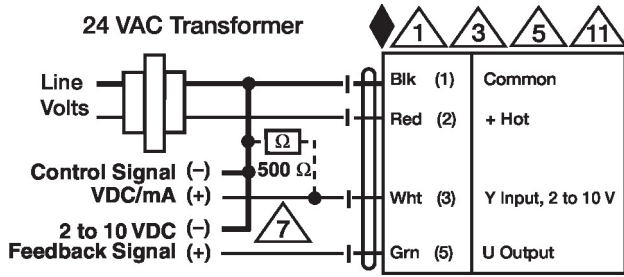 24 VAC Transformer
1 3 5 11
Line
Volts
Blk (1) Common
Red (2) + Hot
Ω
500 Ω
Control Signal (–)
VDC/mA (+)
Wht (3) Y Input, 2 to 10 V
7
2 to 10 VDC (–)
Feedback Signal (+)
Grn (5) U Output